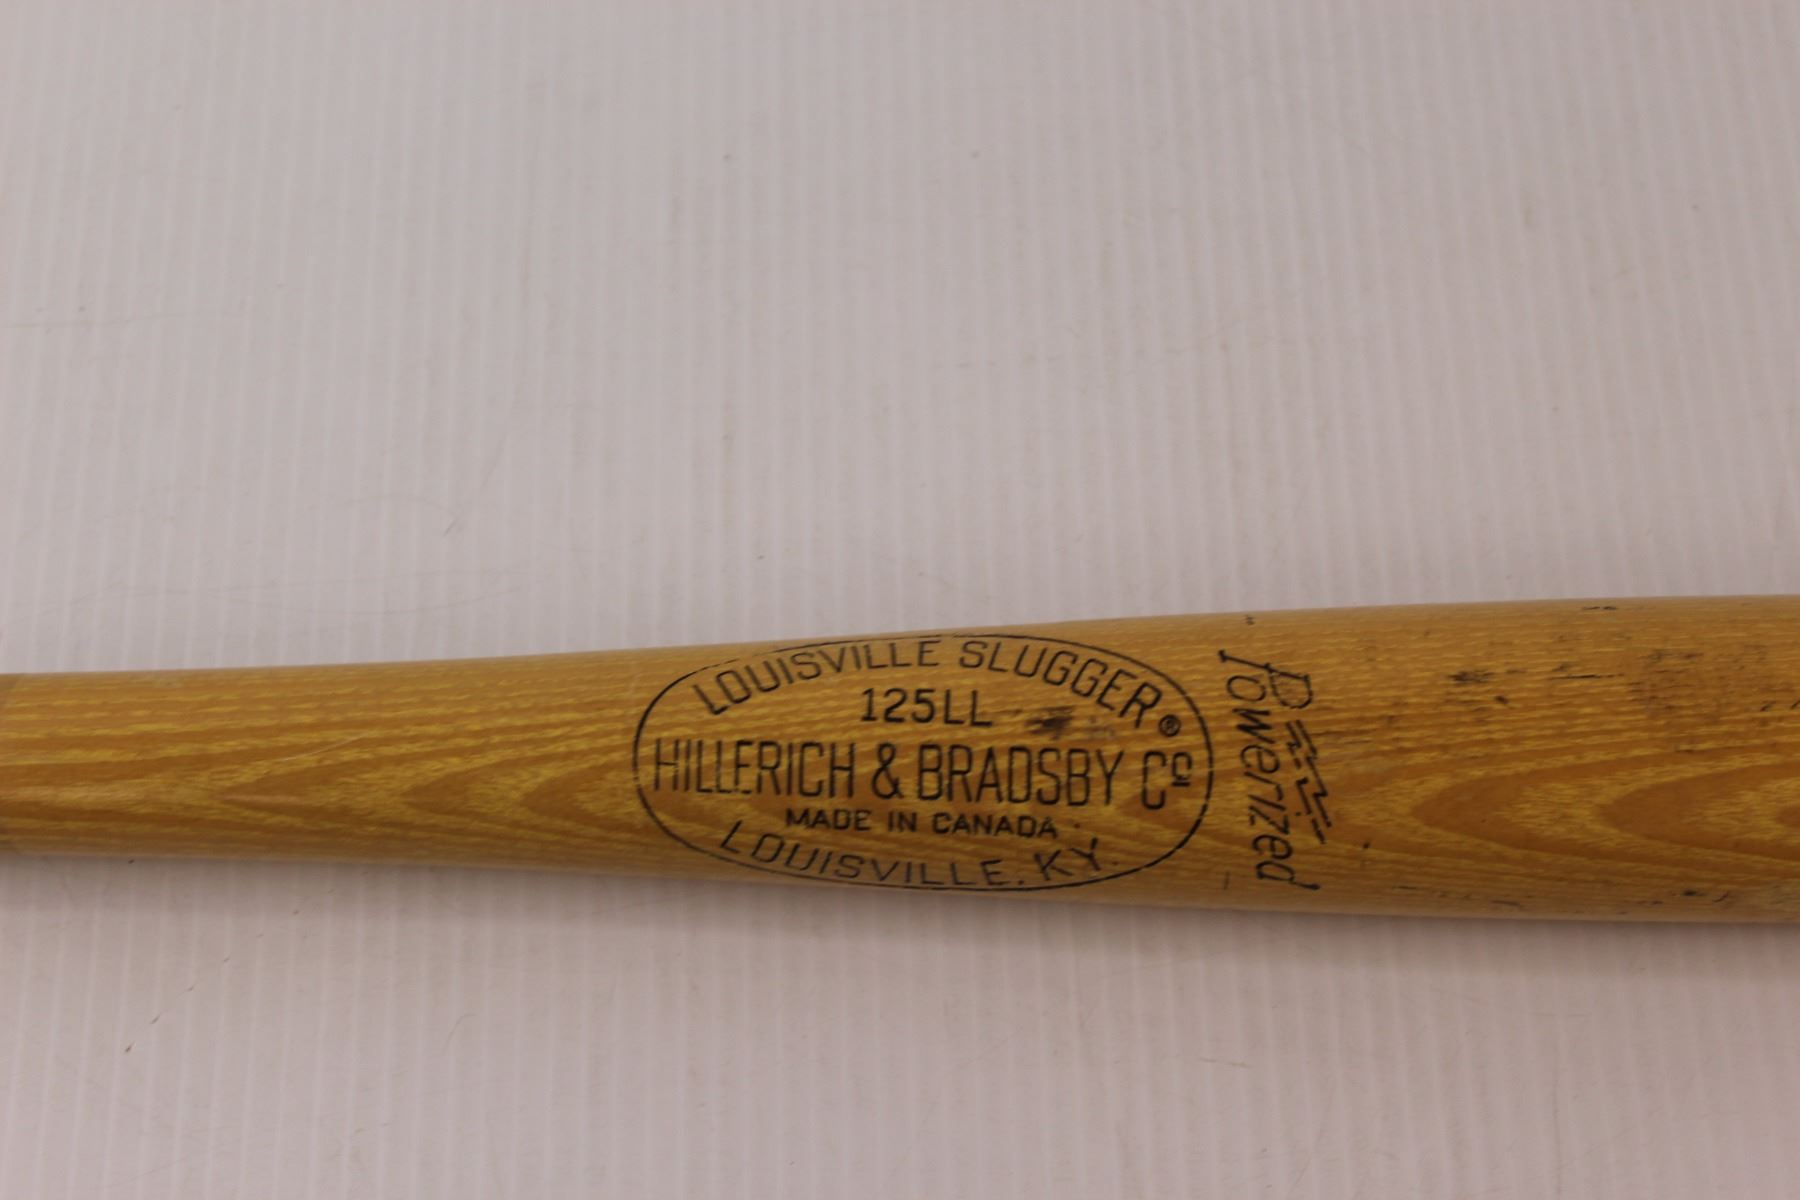 LOUISVILLE SLUGGER®
125LL
HILLERICH & BRADSBY Co
MADE IN CANADA
LOUISVILLE, KY.
Powerized